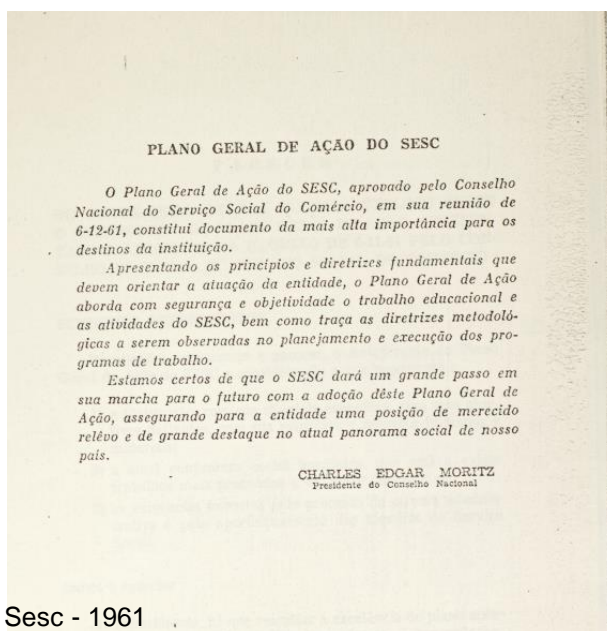 PLANO GERAL DE AÇÃO DO SESC
O Plano Geral de Ação do SESC, aprovado pelo Conselho
Nacional do Serviço Social do Comércio, em sua reunião de
6-12-61, constitui documento da mais alta importância para os
destinos da instituição.
Apresentando os princípios e diretrizes fundamentais que
devem orientar a atuação da entidade, o Plano Geral de Ação
aborda com segurança e objetividade o trabalho educacional e
as atividades do SESC, bem como traça as diretrizes metodoló-
gicas a serem observadas no planejamento e execução dos pro-
gramas de trabalho.
Estamos certos de que o SESC dará um grande passo em
sua marcha para o futuro com a adoção dêste Plano Geral de
Ação, assegurando para a entidade uma posição de merecido
relêvo e de grande destaque no atual panorama social de nosso
país.
CHARLES EDGAR MORITZ
Presidente do Conselho Nacional
Sesc - 1961